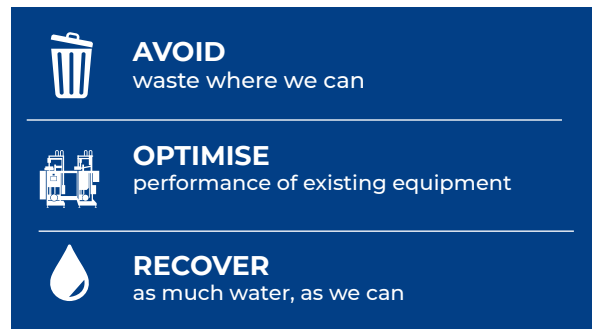 AVOID
waste where we can
OPTIMISE
performance of existing equipment
RECOVER
as much water, as we can